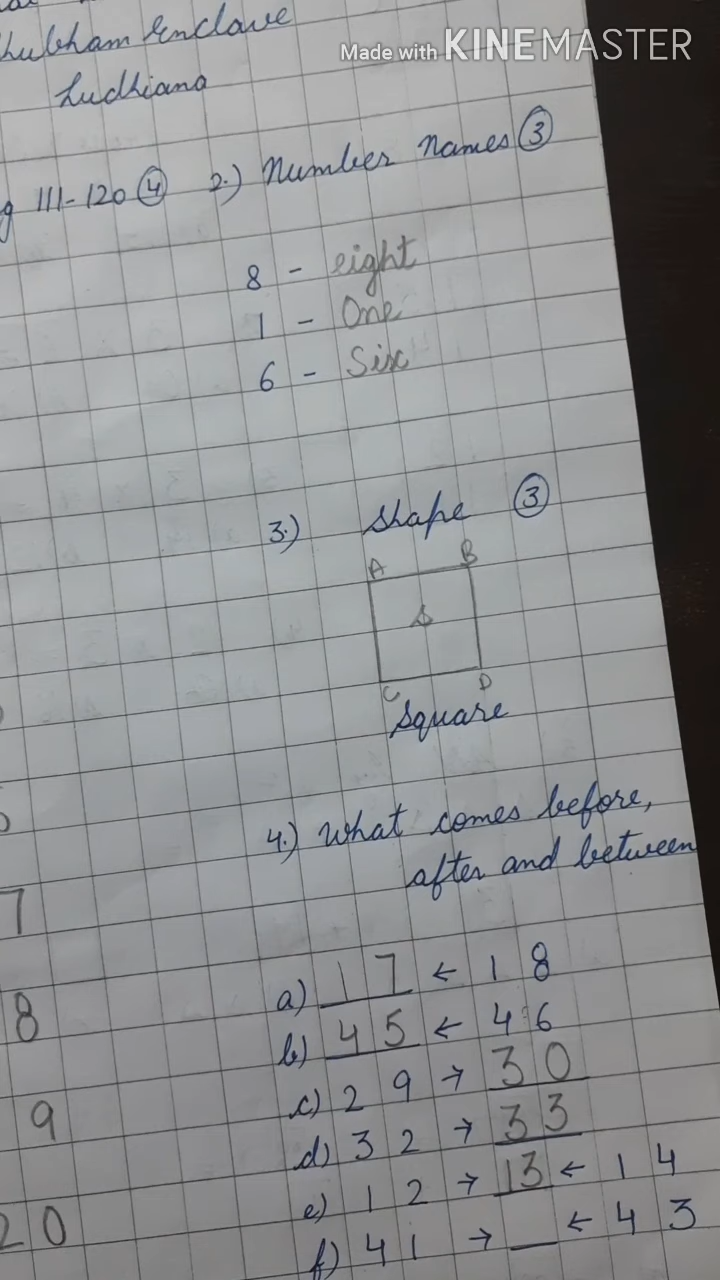 Shubham Enclave
Made with KINEMASTER
Ludhiana
111-120 ④ 2.) Number names ③
8 - eight
1 - One
6 - Six
3.) Shape ③
A B
S
C D
Square
4.) What comes before,
after and between
7
a) 17 ← 18
8
b) 45 ← 46
c) 29 → 30
9
d) 32 → 33
e) 12 → 13 ← 14
20
f) 41 → __ ← 43